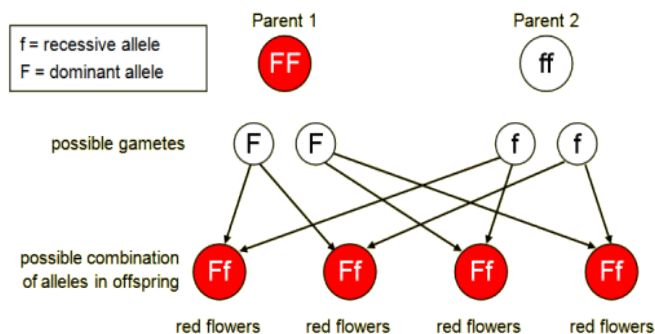 f = recessive allele
F = dominant allele
Parent 1
Parent 2
FF
ff
possible gametes
F
F
f
f
possible combination
of alleles in offspring
Ff
Ff
Ff
Ff
red flowers
red flowers
red flowers
red flowers